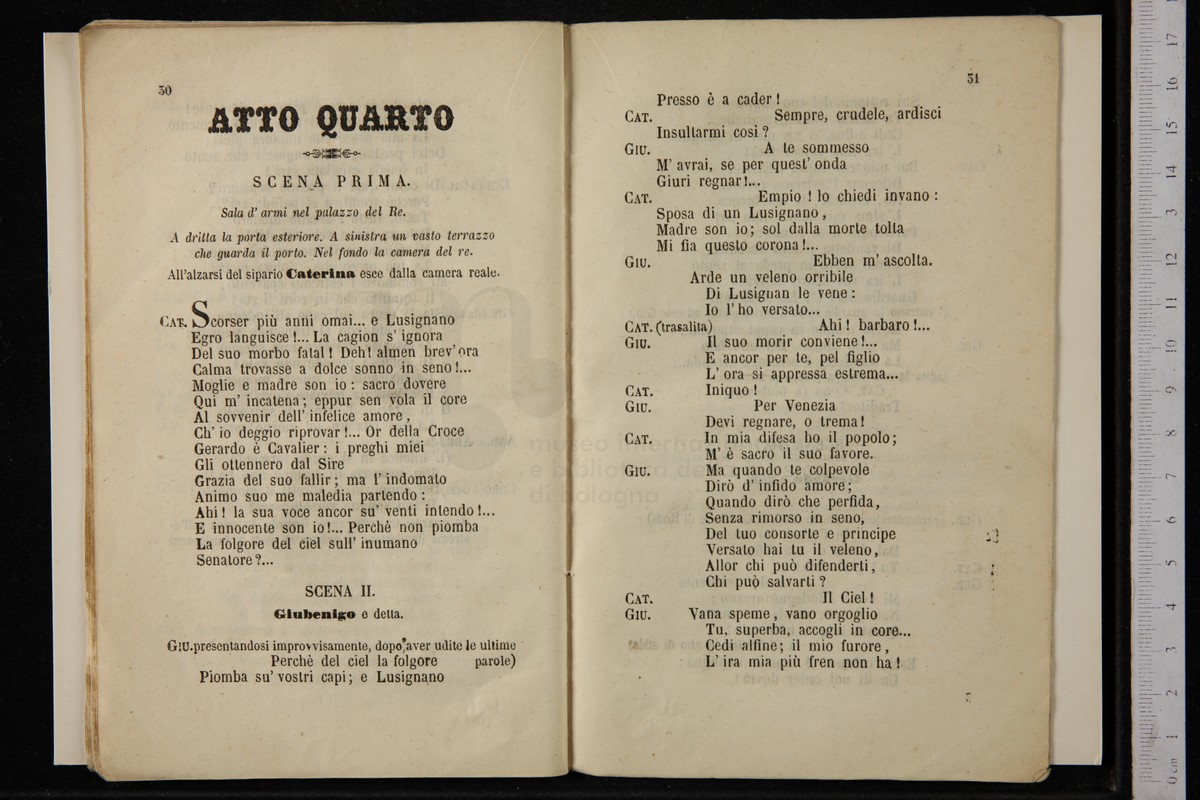 30
ATTO QUARTO
SCENA PRIMA.
Sala d' armi nel palazzo del Re.
A dritta la porta esteriore. A sinistra un vasto terrazzo
che guarda il porto. Nel fondo la camera del re.
All'alzarsi del sipario Caterina esce dalla camera reale.
CAT. Scorser più anni omai... e Lusignano
Egro languisce !... La cagion s' ignora
Del suo morbo fatal ! Deh! almen brev'ora
Calma trovasse a dolce sonno in seno !...
Moglie e madre son io : sacro dovere
Qui m' incatena ; eppur sen vola il core
Al sovvenir dell' infelice amore ,
Ch' io deggio riprovar !... Or della Croce
Gerardo è Cavalier : i preghi miei
Gli ottennero dal Sire
Grazia del suo fallir ; ma l' indomato
Animo suo me maledia partendo :
Ahi ! la sua voce ancor su' venti intendo !...
E innocente son io !... Perchè non piomba
La folgore del ciel sull' inumano
Senatore ?...
SCENA II.
Giubenigo e detta.
GIU.presentandosi improvvisamente, dopo aver udite le ultime
Perchè del ciel la folgore parole)
Piomba su' vostri capi ; e Lusignano
31
Presso è a cader !
CAT. Sempre, crudele, ardisci
Insultarmi così ?
GIU. A te sommesso
M' avrai, se per quest' onda
Giuri regnar !...
CAT. Empio ! lo chiedi invano :
Sposa di un Lusignano ,
Madre son io ; sol dalla morte tolta
Mi fia questo corona !...
GIU. Ebben m' ascolta.
Arde un veleno orribile
Di Lusignan le vene :
Io l' ho versato...
CAT. (trasalita) Ahi ! barbaro !...
GIU. Il suo morir conviene !...
E ancor per te, pel figlio
L' ora si appressa estrema...
CAT. Iniquo !
GIU. Per Venezia
Devi regnare, o trema !
CAT. In mia difesa ho il popolo ;
M' è sacro il suo favore.
GIU. Ma quando te colpevole
Dirò d' infido amore ;
Quando dirò che perfida,
Senza rimorso in seno,
Del tuo consorte e principe
Versato hai tu il veleno,
Allor chi può difenderti ,
Chi può salvarti ?
CAT. Il Ciel !
GIU. Vana speme , vano orgoglio
Tu, superba, accogli in core...
Cedi alfine ; il mio furore ,
L' ira mia più fren non ha !